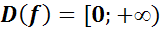 D(f) = [0; +∞)